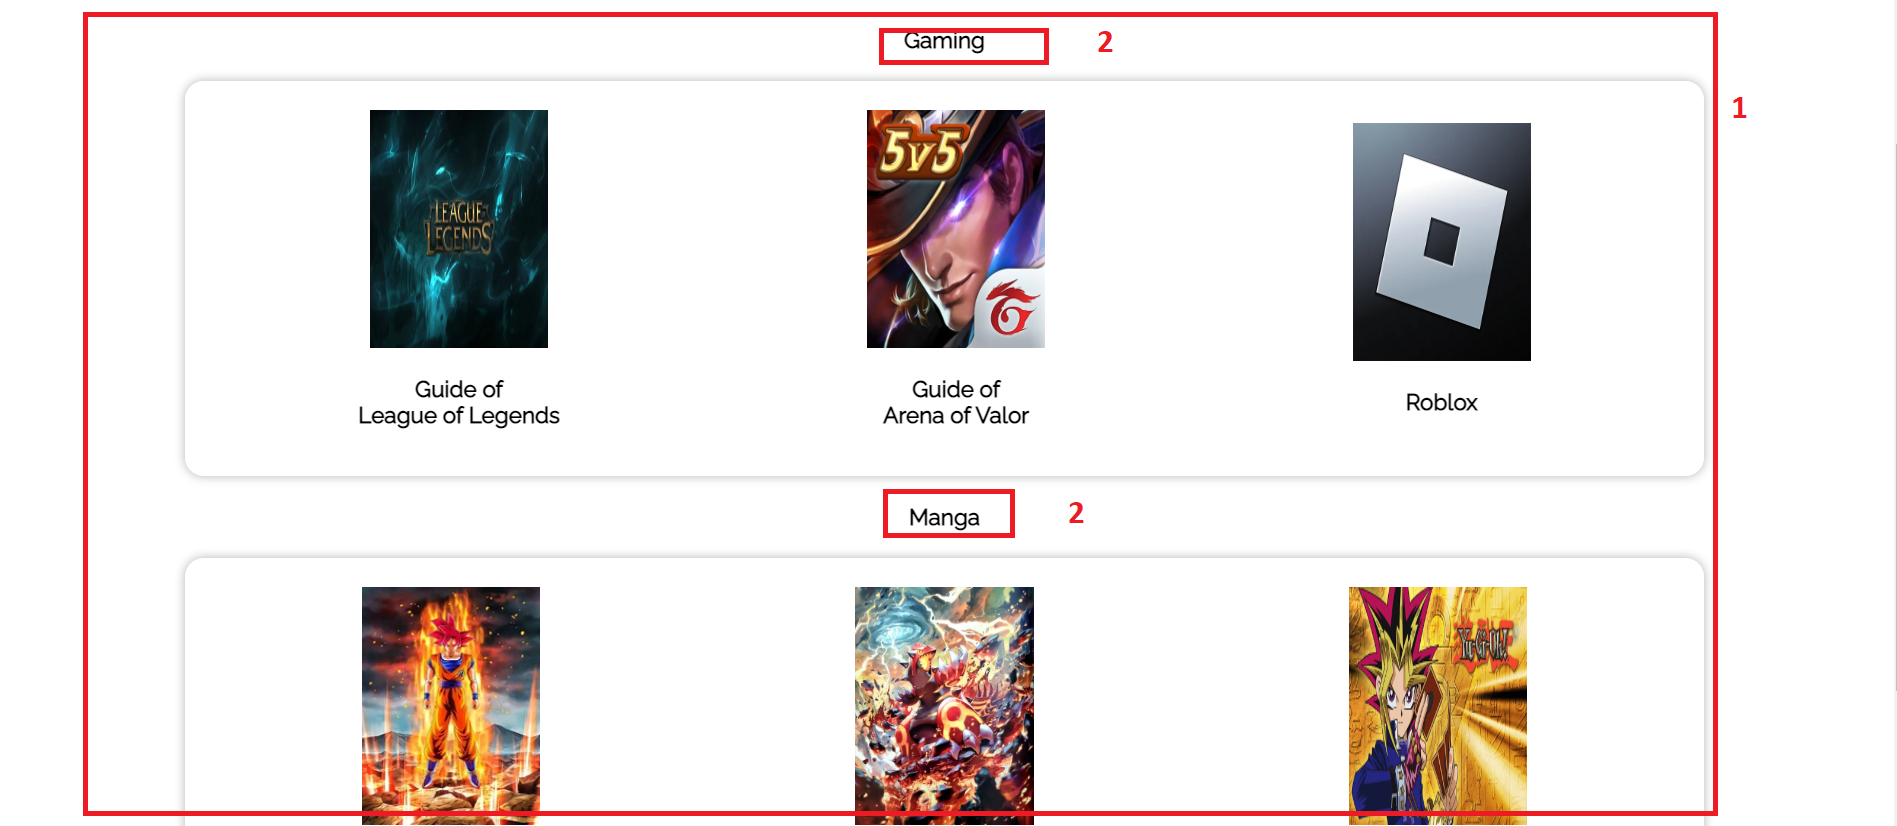 Gaming
2
1
LEAGUE
LEGENDS
5v5
Guide of
League of Legends
Guide of
Arena of Valor
Roblox
Manga
2
Yu-Gi-Oh!